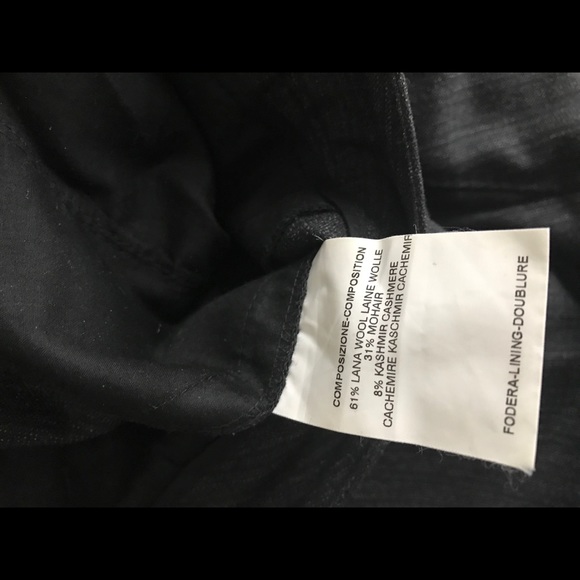 COMPOSIZIONE-COMPOSITION
61% LANA WOOL LAINE WOLLE
31% MOHAIR
8% KASHMIR CASHMERE
CACHEMIRE KASCHMIR CACHEMIR
FODERA-LINING-DOUBLURE